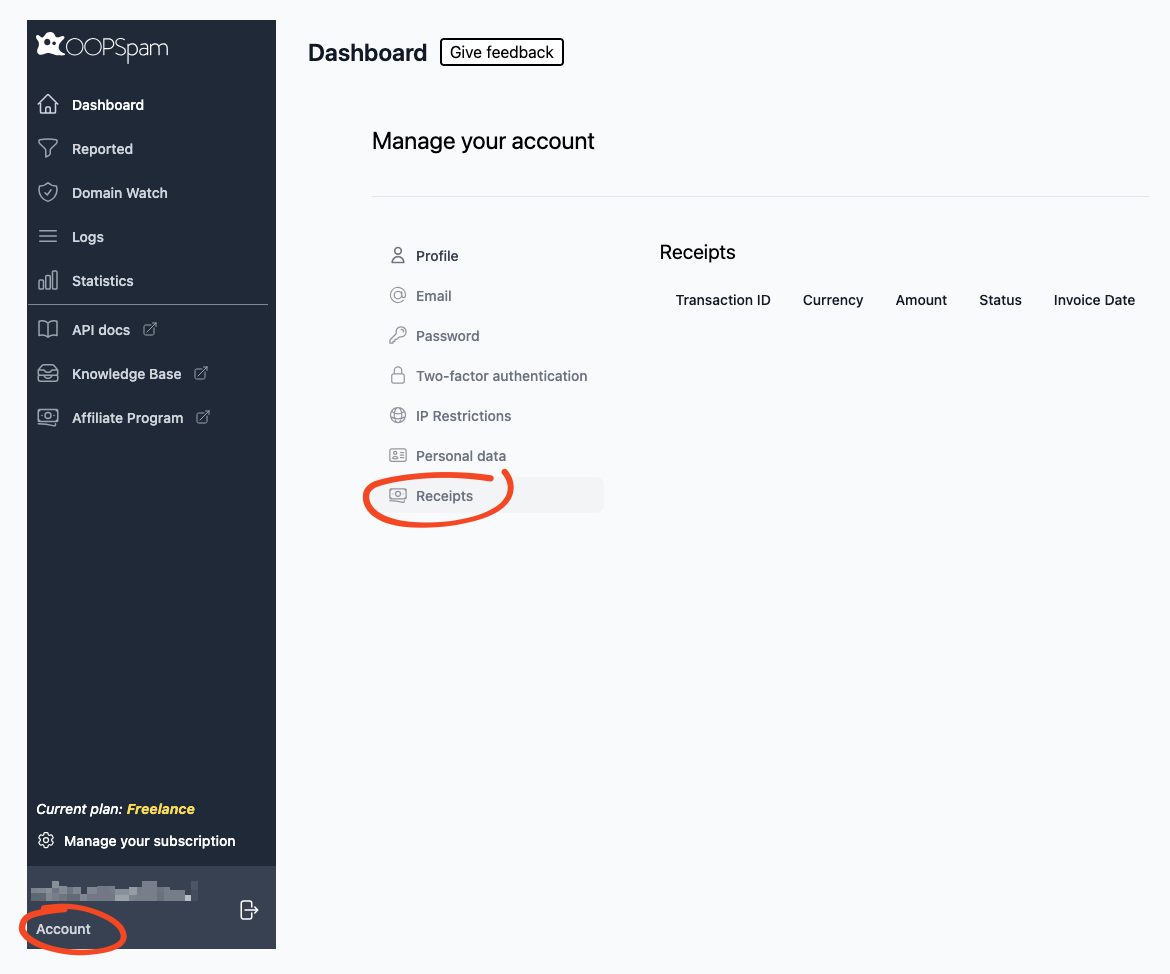 OOPSpam
Dashboard
Reported
Domain Watch
Logs
Statistics
API docs
Knowledge Base
Affiliate Program
Current plan: Freelance
Manage your subscription
Account
Dashboard
Give feedback
Manage your account
Profile
Email
Password
Two-factor authentication
IP Restrictions
Personal data
Receipts
Receipts
Transaction ID Currency Amount Status Invoice Date